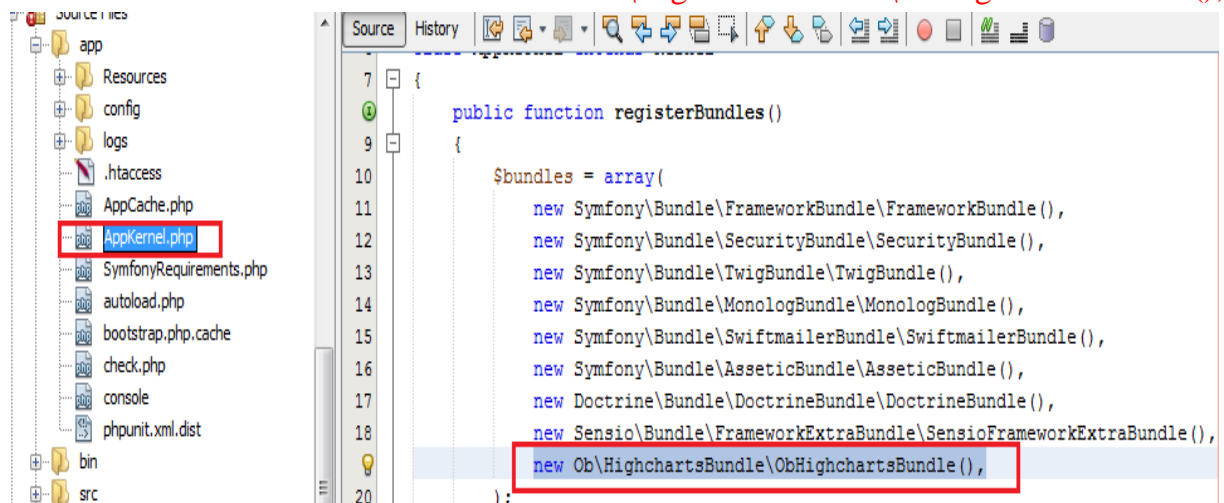 Source Files
app
Resources
config
logs
.htaccess
AppCache.php
AppKernel.php
SymfonyRequirements.php
autoload.php
bootstrap.php.cache
check.php
console
phpunit.xml.dist
bin
src
Source History
7 {
public function registerBundles()
9 {
10 $bundles = array(
11 new Symfony\Bundle\FrameworkBundle\FrameworkBundle(),
12 new Symfony\Bundle\SecurityBundle\SecurityBundle(),
13 new Symfony\Bundle\TwigBundle\TwigBundle(),
14 new Symfony\Bundle\MonologBundle\MonologBundle(),
15 new Symfony\Bundle\SwiftmailerBundle\SwiftmailerBundle(),
16 new Symfony\Bundle\AsseticBundle\AsseticBundle(),
17 new Doctrine\Bundle\DoctrineBundle\DoctrineBundle(),
18 new Sensio\Bundle\FrameworkExtraBundle\SensioFrameworkExtraBundle(),
new Ob\HighchartsBundle\ObHighchartsBundle(),
20 );